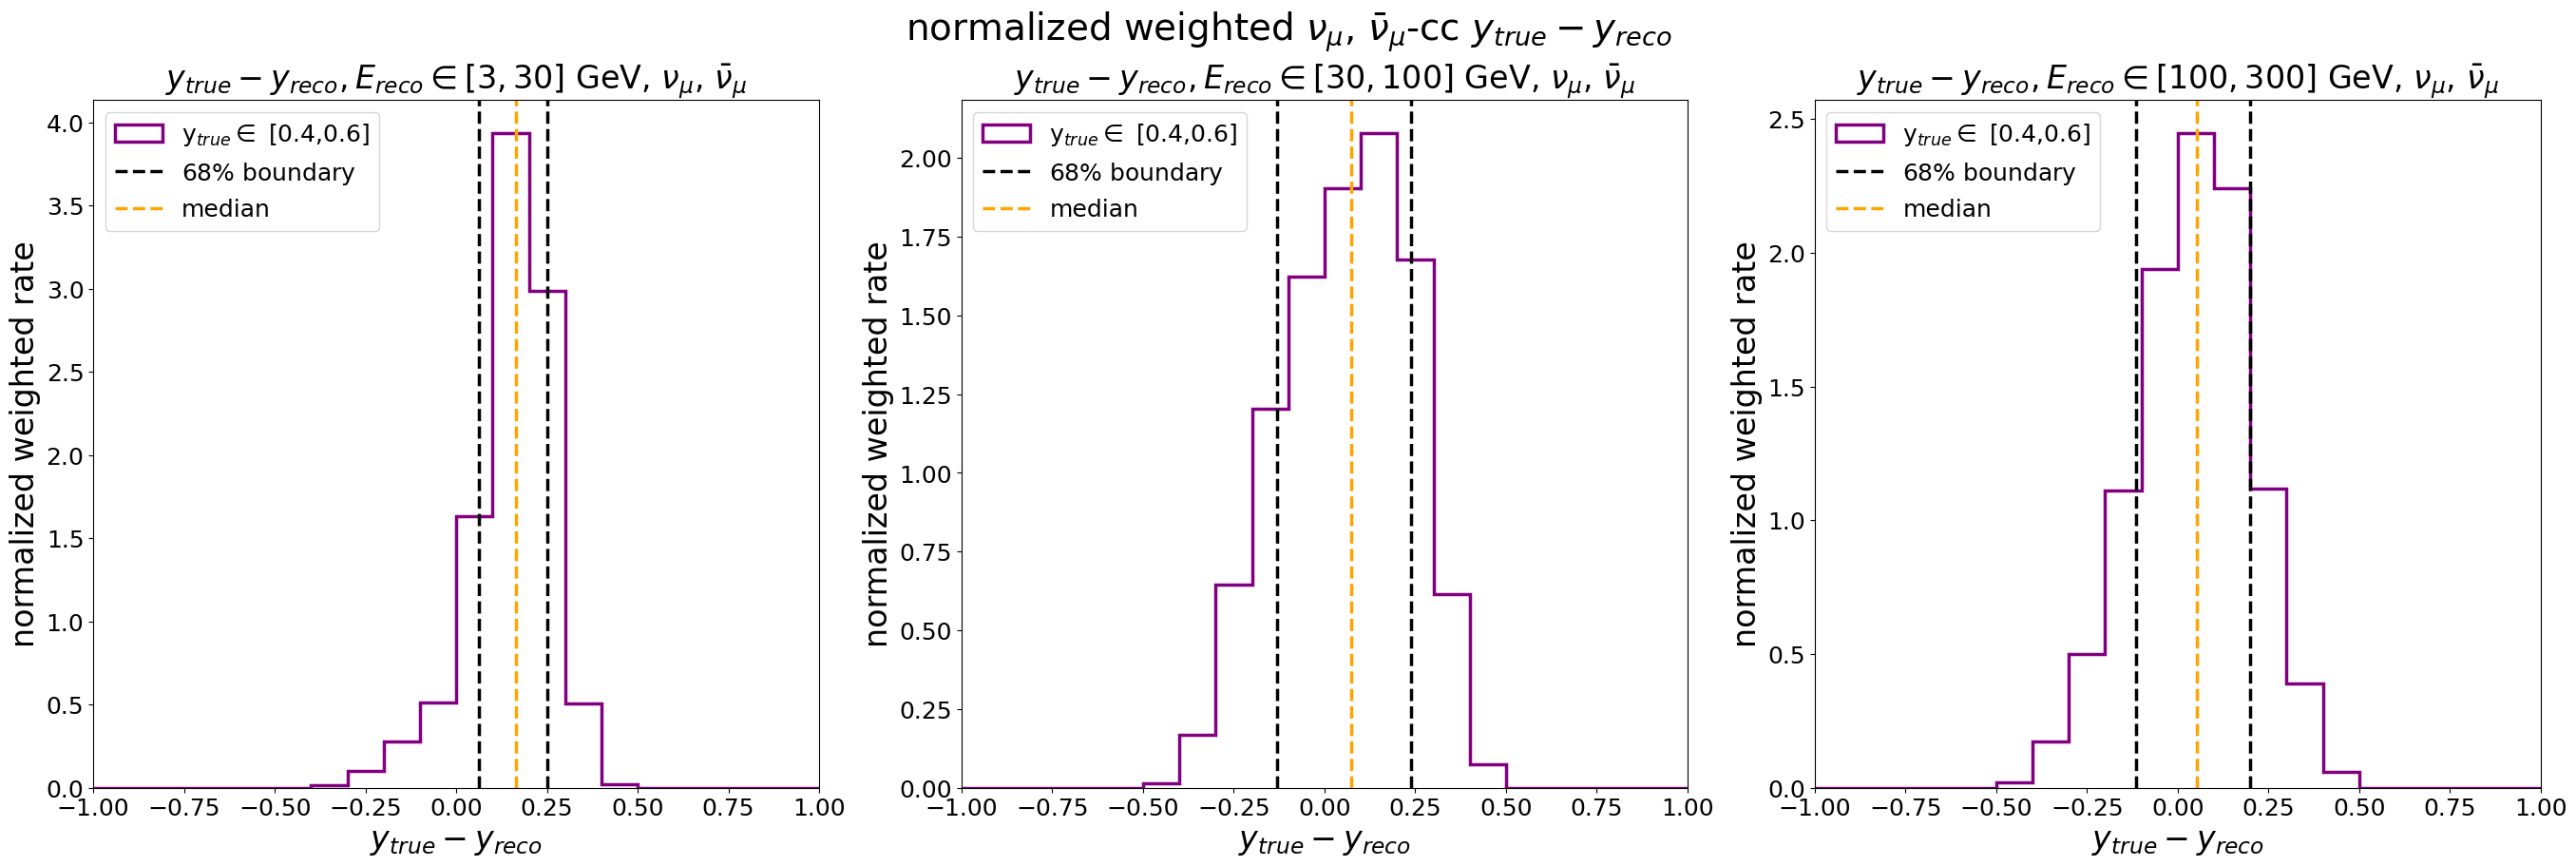 normalized weighted νμ, ν̄μ-cc ytrue − yreco
ytrue − yreco, Ereco ∈ [3, 30] GeV, νμ, ν̄μ
ytrue ∈ [0.4,0.6]
68% boundary
median
normalized weighted rate
4.0
3.5
3.0
2.5
2.0
1.5
1.0
0.5
0.0
−1.00 −0.75 −0.50 −0.25 0.00 0.25 0.50 0.75 1.00
ytrue − yreco
ytrue − yreco, Ereco ∈ [30, 100] GeV, νμ, ν̄μ
ytrue ∈ [0.4,0.6]
68% boundary
median
normalized weighted rate
2.00
1.75
1.50
1.25
1.00
0.75
0.50
0.25
0.00
−1.00 −0.75 −0.50 −0.25 0.00 0.25 0.50 0.75 1.00
ytrue − yreco
ytrue − yreco, Ereco ∈ [100, 300] GeV, νμ, ν̄μ
ytrue ∈ [0.4,0.6]
68% boundary
median
normalized weighted rate
2.5
2.0
1.5
1.0
0.5
0.0
−1.00 −0.75 −0.50 −0.25 0.00 0.25 0.50 0.75 1.00
ytrue − yreco